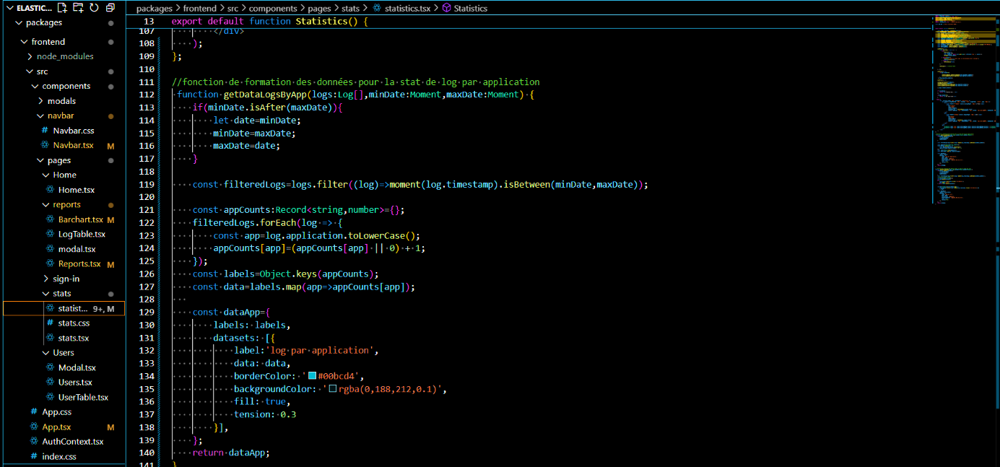 ELASTIC...
packages
frontend
node_modules
src
components
modals
navbar
# Navbar.css
Navbar.tsx M
pages
Home
Home.tsx
reports
Barchart.tsx M
LogTable.tsx
modal.tsx
Reports.tsx M
sign-in
stats
statist... 9+, M
# stats.css
stats.tsx
Users
Modal.tsx
Users.tsx
UserTable.tsx
# App.css
App.tsx M
AuthContext.tsx
# index.css
packages > frontend > src > components > pages > stats > statistics.tsx > Statistics
13 export default function Statistics() {
107 </div>
108 );
109 };
110
111 //fonction de formation des données pour la stat de log par application
112 function getDataLogsByApp(logs:Log[],minDate:Moment,maxDate:Moment) {
113 if(minDate.isAfter(maxDate)){
114 let date=minDate;
115 minDate=maxDate;
116 maxDate=date;
117 }
118
119 const filteredLogs=logs.filter((log)=>moment(log.timestamp).isBetween(minDate,maxDate));
120
121 const appCounts:Record<string,number>={};
122 filteredLogs.forEach(log => {
123 const app=log.application.toLowerCase();
124 appCounts[app]=(appCounts[app] || 0) + 1;
125 });
126 const labels=Object.keys(appCounts);
127 const data=labels.map(app=>appCounts[app]);
128
129 const dataApp={
130 labels: labels,
131 datasets: [{
132 label:'log par application',
133 data: data,
134 borderColor: '#00bcd4',
135 backgroundColor: 'rgba(0,188,212,0.1)',
136 fill: true,
137 tension: 0.3
138 }],
139 };
140 return dataApp;
141 }